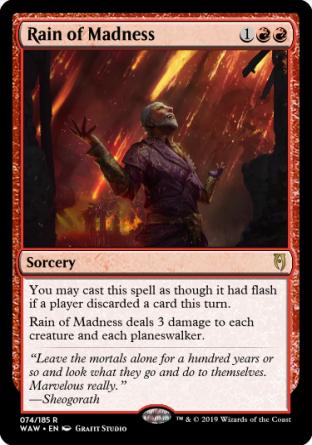 Rain of Madness 1
Sorcery
You may cast this spell as though it had flash
if a player discarded a card this turn.
Rain of Madness deals 3 damage to each
creature and each planeswalker.
“Leave the mortals alone for a hundred years or
so and look what they go and do to themselves.
Marvelous really.”
—Sheogorath
074/185 R
WAW • EN Grafit Studio
™ & © 2019 Wizards of the Coast